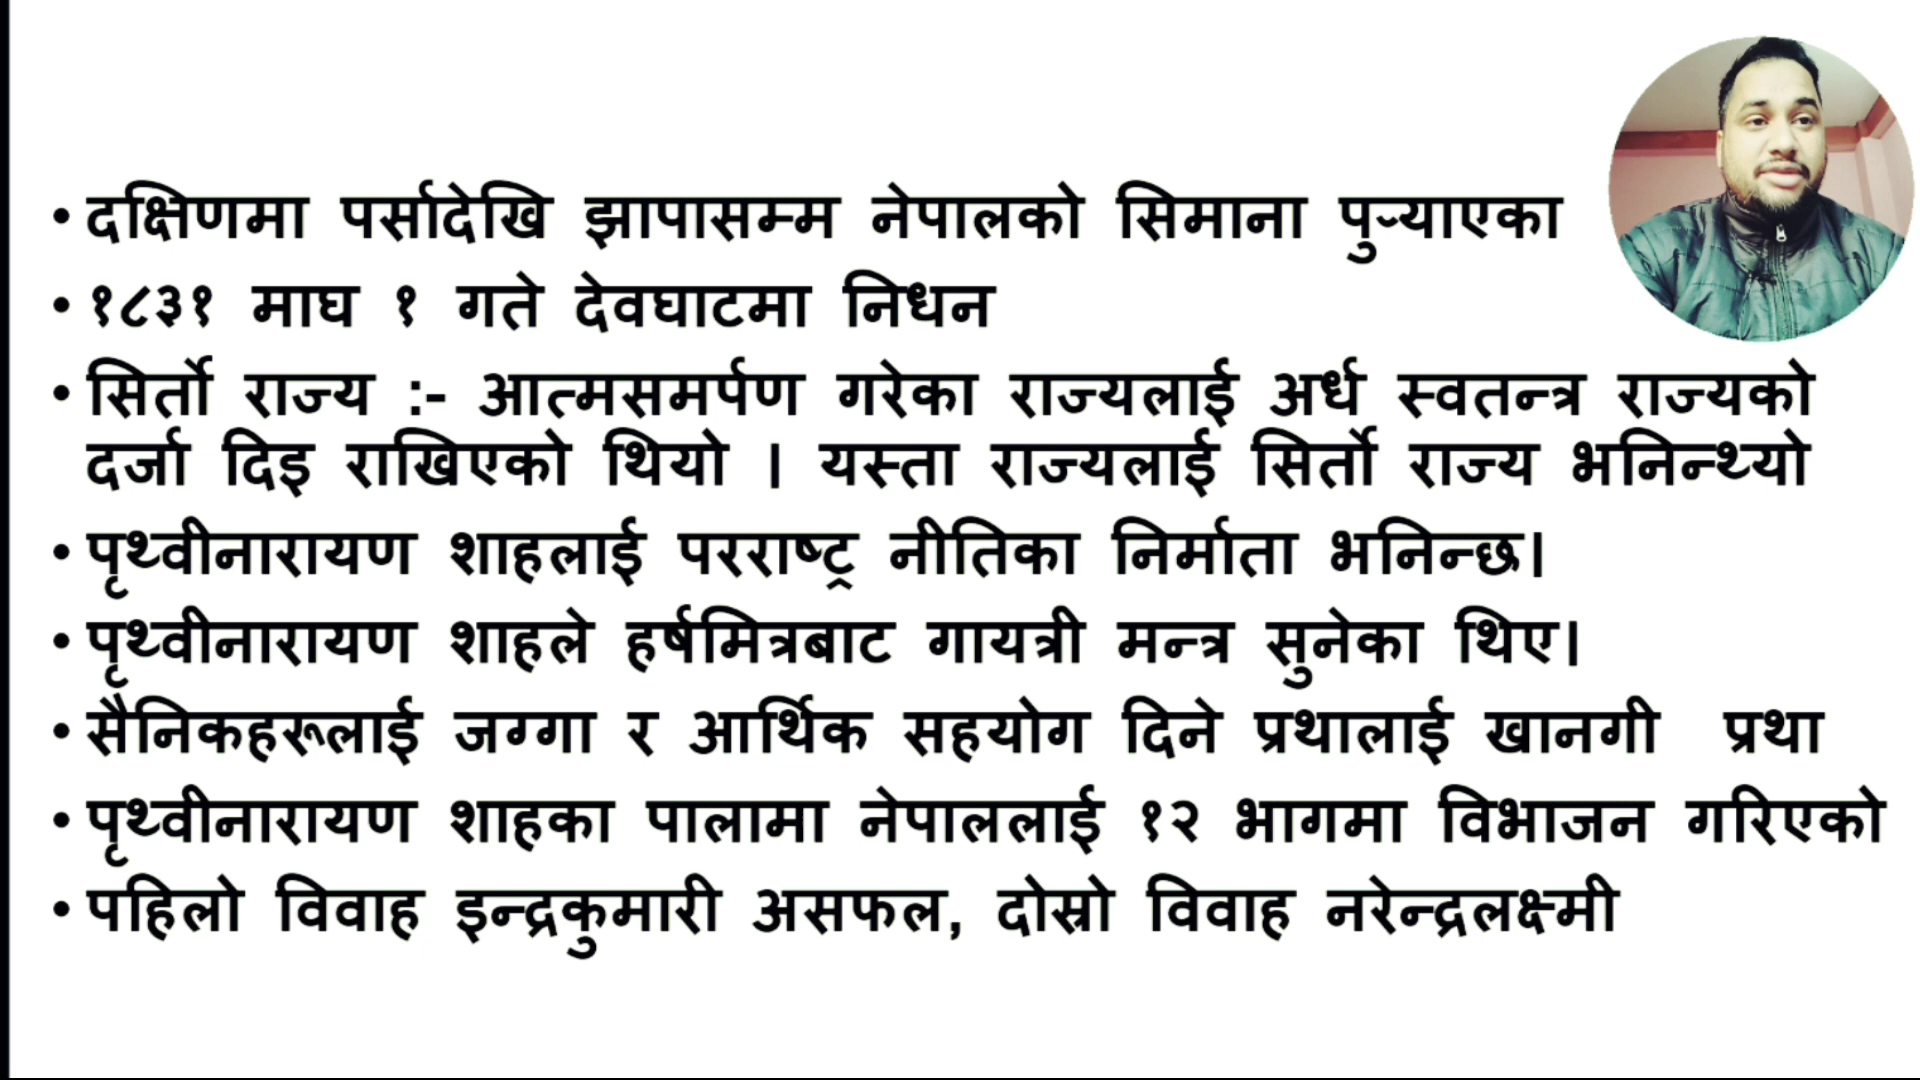 • दक्षिणमा पर्सादेखि झापासम्म नेपालको सिमाना पुर्‍याएका
• १८३१ माघ १ गते देवघाटमा निधन
• सिर्तो राज्य :- आत्मसमर्पण गरेका राज्यलाई अर्ध स्वतन्त्र राज्यको
दर्जा दिइ राखिएको थियो । यस्ता राज्यलाई सिर्तो राज्य भनिन्थ्यो
• पृथ्वीनारायण शाहलाई परराष्ट्र नीतिका निर्माता भनिन्छ।
• पृथ्वीनारायण शाहले हर्षमित्रबाट गायत्री मन्त्र सुनेका थिए।
• सैनिकहरूलाई जग्गा र आर्थिक सहयोग दिने प्रथालाई खानगी प्रथा
• पृथ्वीनारायण शाहका पालामा नेपाललाई १२ भागमा विभाजन गरिएको
• पहिलो विवाह इन्द्रकुमारी असफल, दोस्रो विवाह नरेन्द्रलक्ष्मी